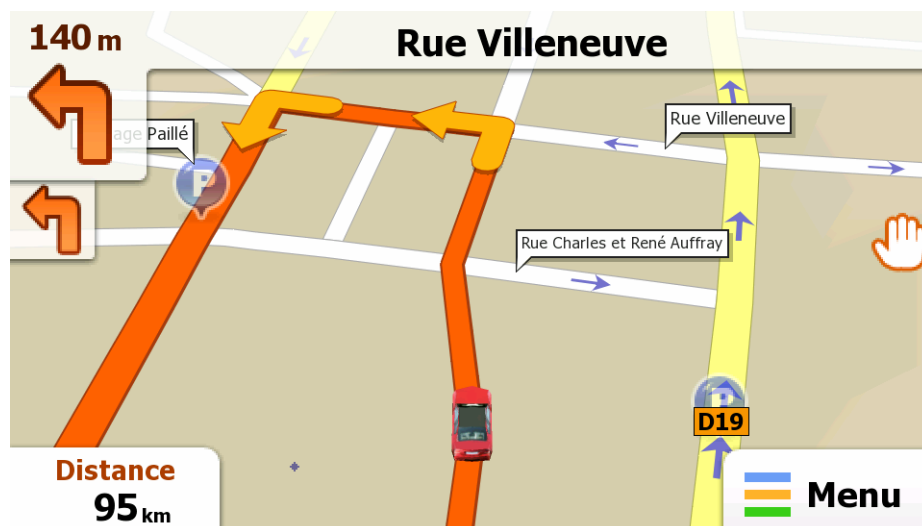 140 m
Rue Villeneuve
Rue Villeneuve
Paillé
Rue Charles et René Auffray
P
P
D19
Distance
95 km
Menu